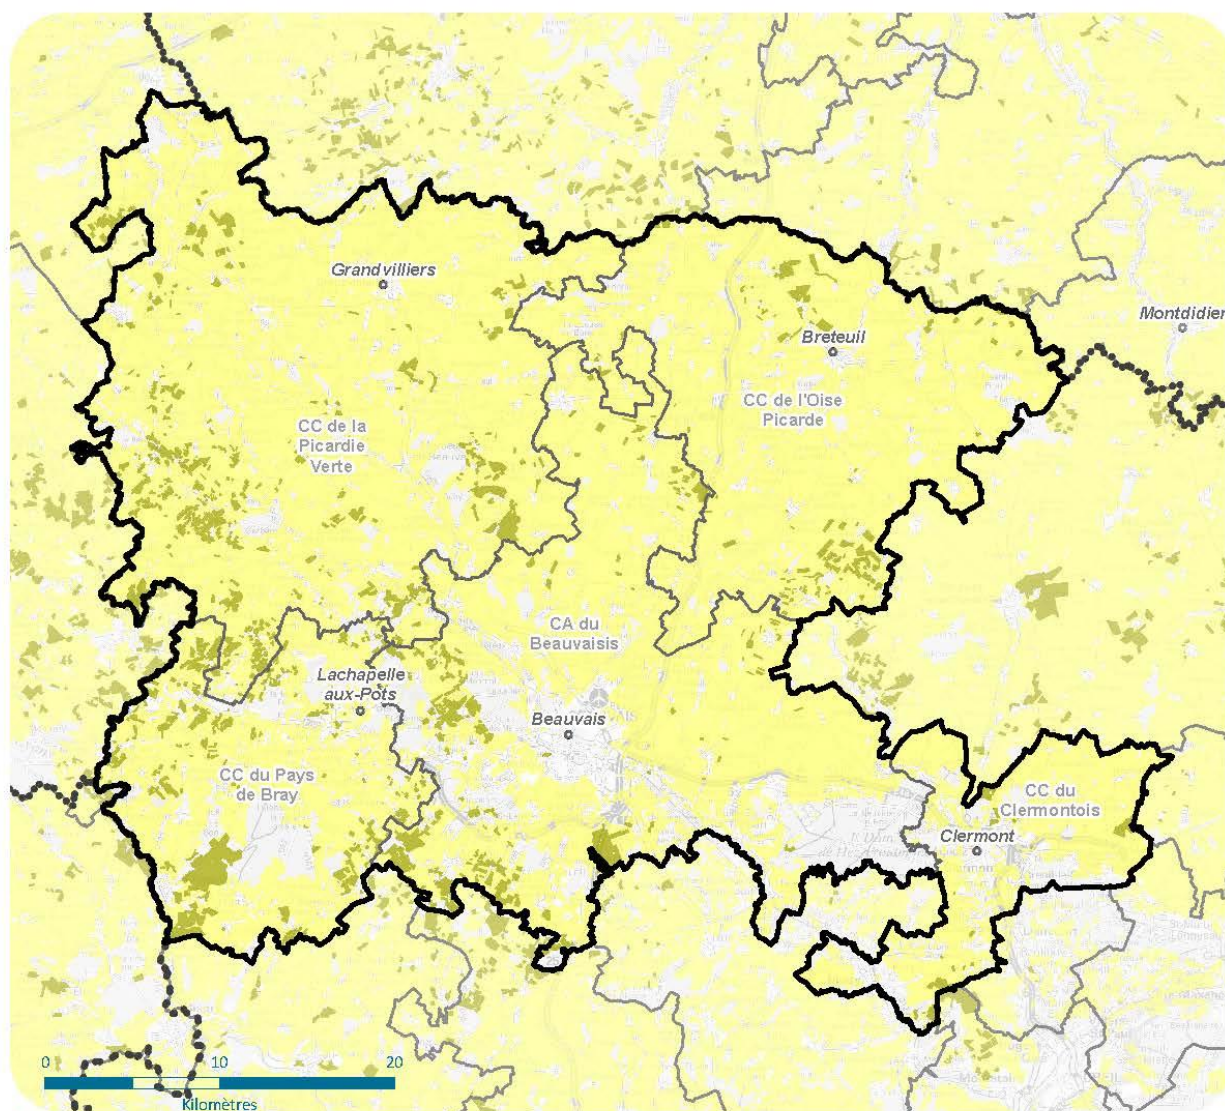 Grandvilliers
Montdidier
Breteuil
CC de l'Oise
Picarde
CC de la
Picardie
Verte
CA du
Beauvaisis
Lachapelle
aux-Pots
Beauvais
CC du Pays
de Bray
CC du
Clermontois
Clermont
0 10 20
Kilomètres